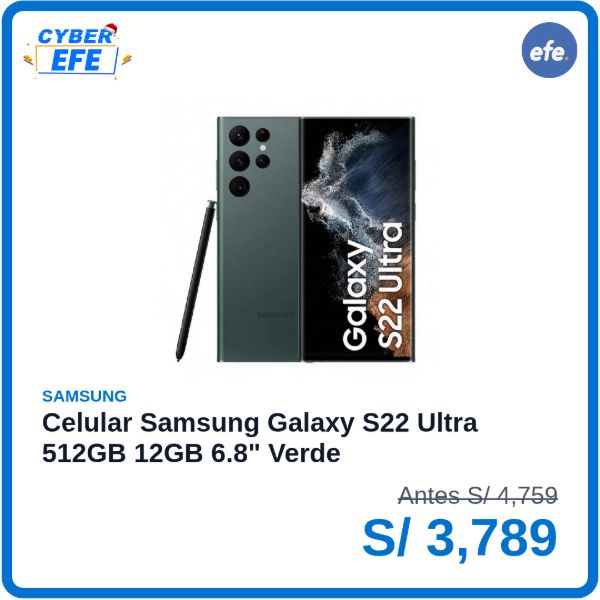 CYBER
EFE
efe.
SAMSUNG
Galaxy
S22 Ultra
SAMSUNG
Celular Samsung Galaxy S22 Ultra
512GB 12GB 6.8" Verde
Antes S/ 4,759
S/ 3,789